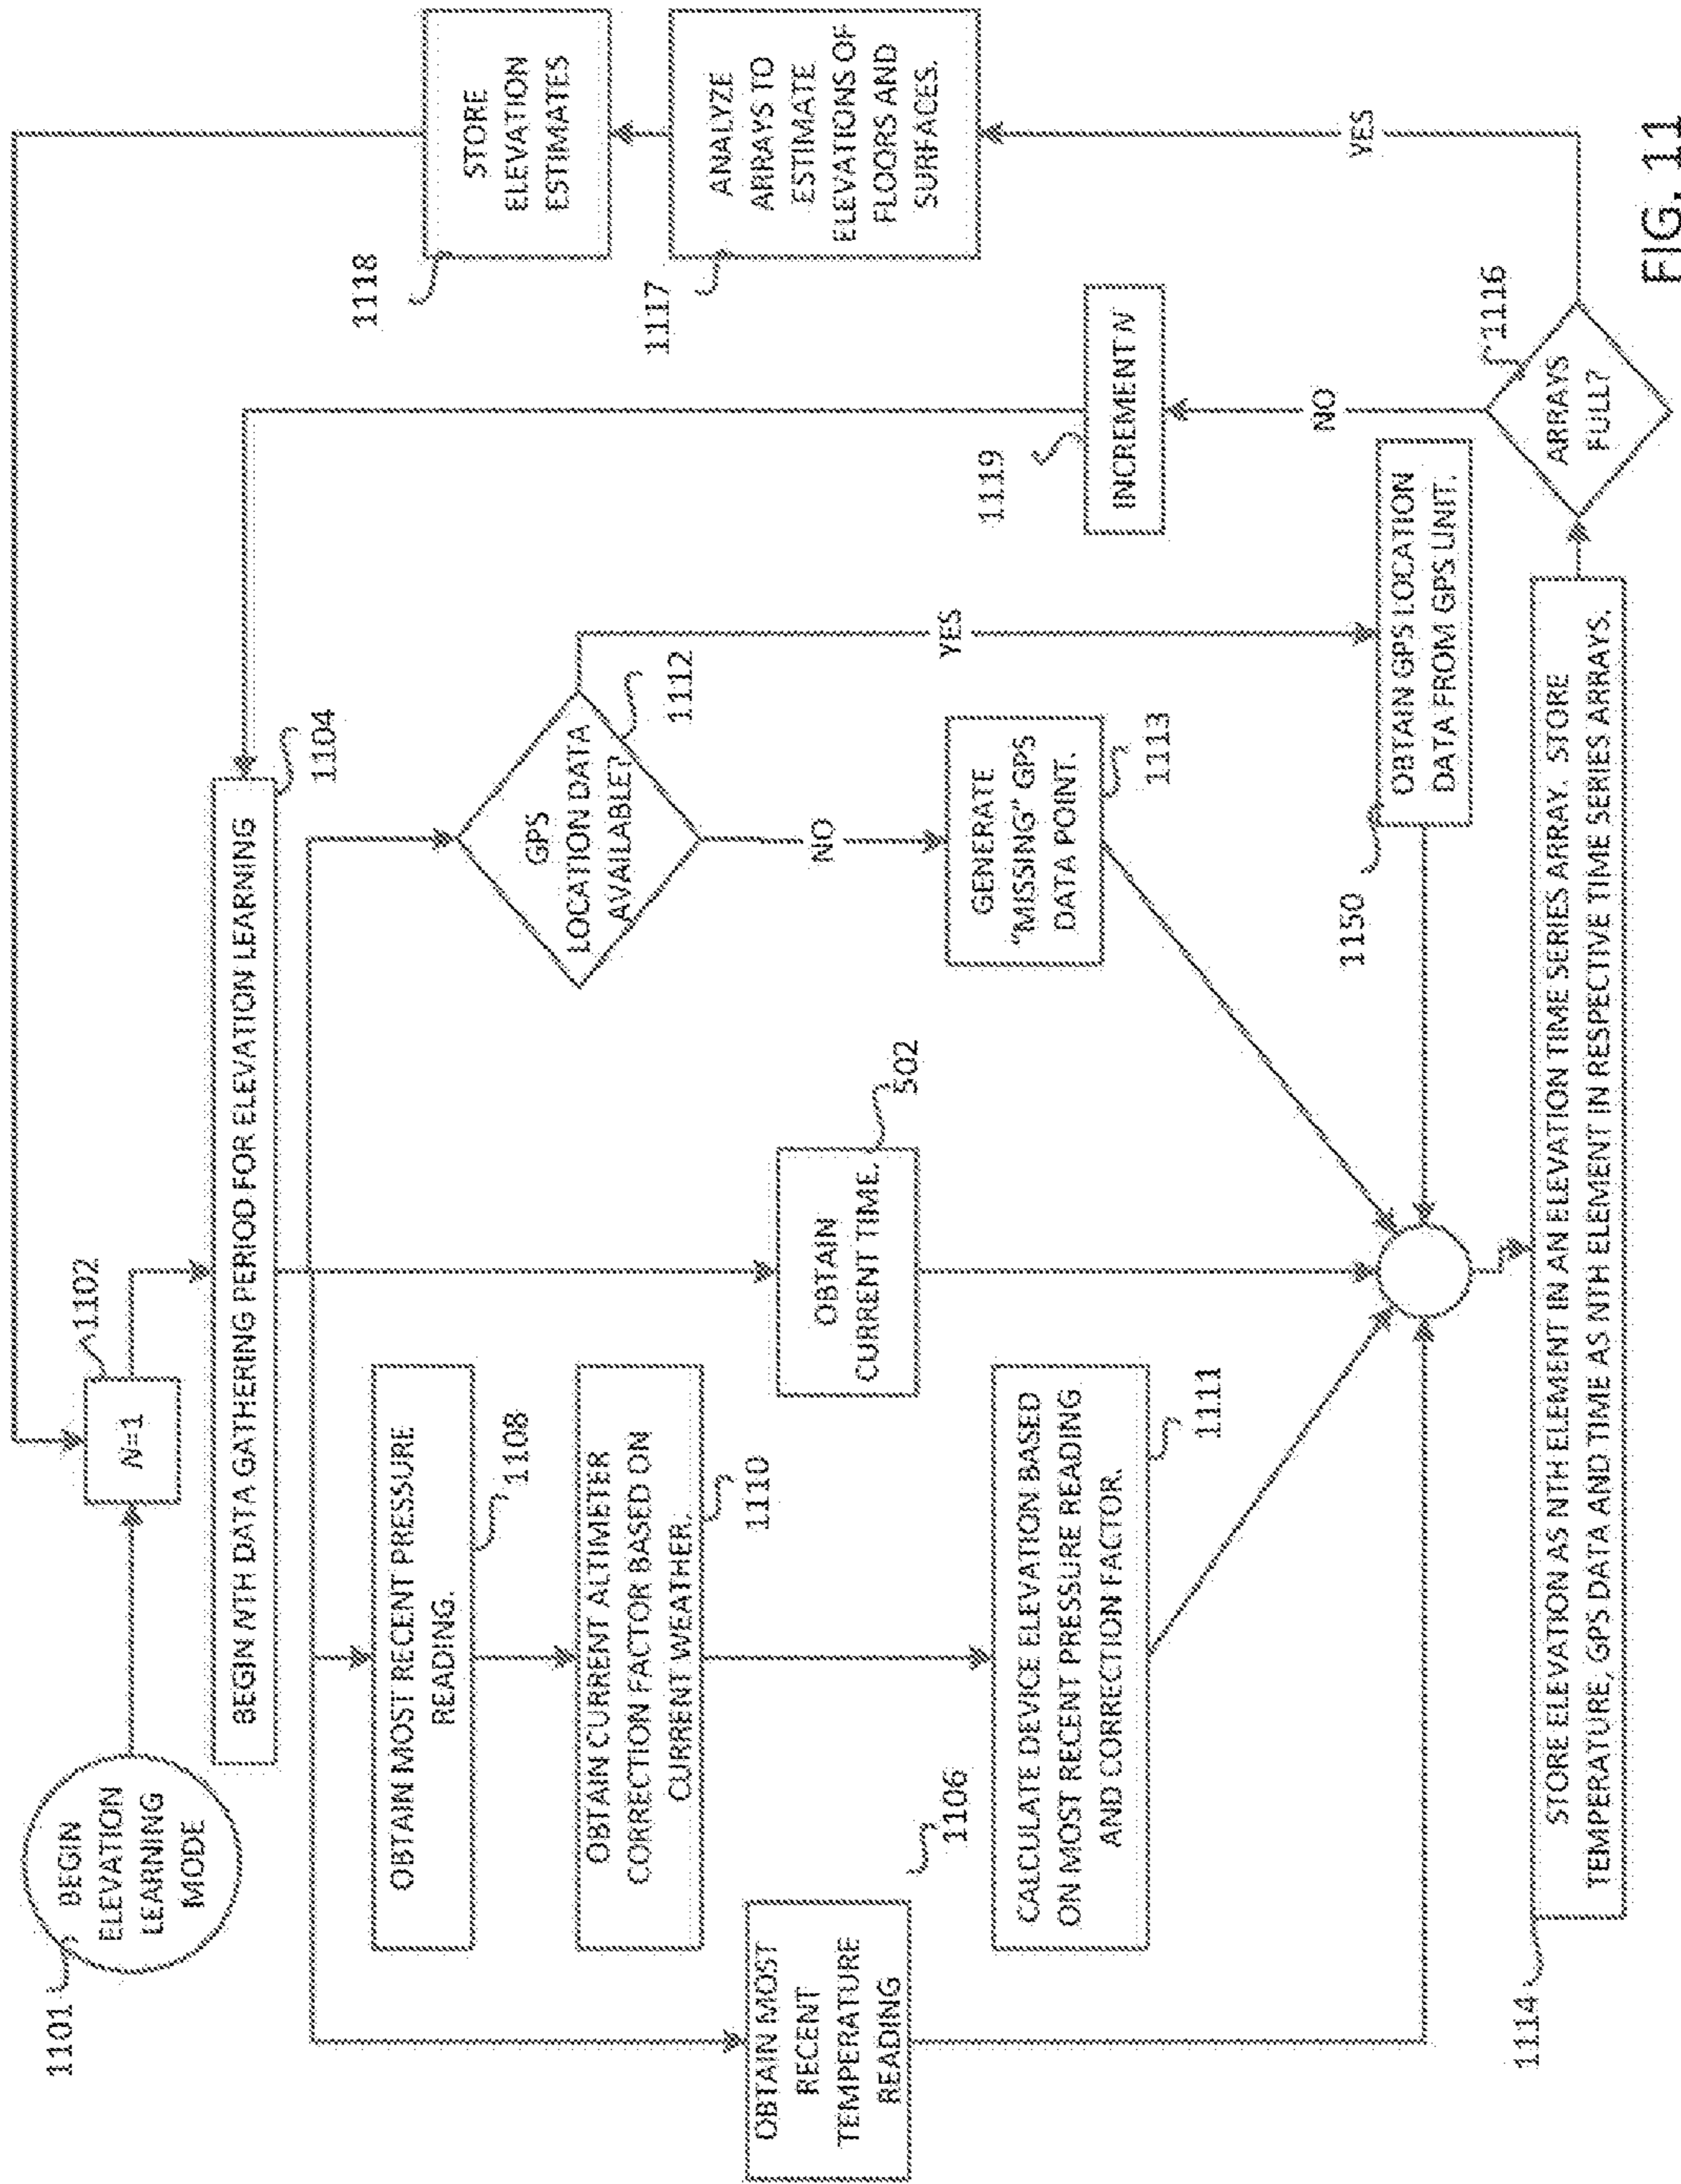 1101
BEGIN
ELEVATION
LEARNING
MODE
1102
N=1
BEGIN NTH DATA GATHERING PERIOD FOR ELEVATION LEARNING
1104
OBTAIN MOST RECENT PRESSURE
READING.
1108
OBTAIN CURRENT ALTIMETER
CORRECTION FACTOR BASED ON
CURRENT WEATHER.
1110
OBTAIN MOST
RECENT
TEMPERATURE
READING
1106
CALCULATE DEVICE ELEVATION BASED
ON MOST RECENT PRESSURE READING
AND CORRECTION FACTOR.
1111
OBTAIN
CURRENT TIME.
502
GPS
LOCATION DATA
AVAILABLE?
1112
NO
YES
GENERATE
"MISSING" GPS
DATA POINT.
1113
1150
OBTAIN GPS LOCATION
DATA FROM GPS UNIT.
1114
STORE ELEVATION AS NTH ELEMENT IN AN ELEVATION TIME SERIES ARRAY. STORE
TEMPERATURE, GPS DATA AND TIME AS NTH ELEMENT IN RESPECTIVE TIME SERIES ARRAYS.
ARRAYS
FULL?
1116
NO
YES
1119
INCREMENT N
1117
ANALYZE
ARRAYS TO
ESTIMATE
ELEVATIONS OF
FLOORS AND
SURFACES.
1118
STORE
ELEVATION
ESTIMATES
FIG. 11